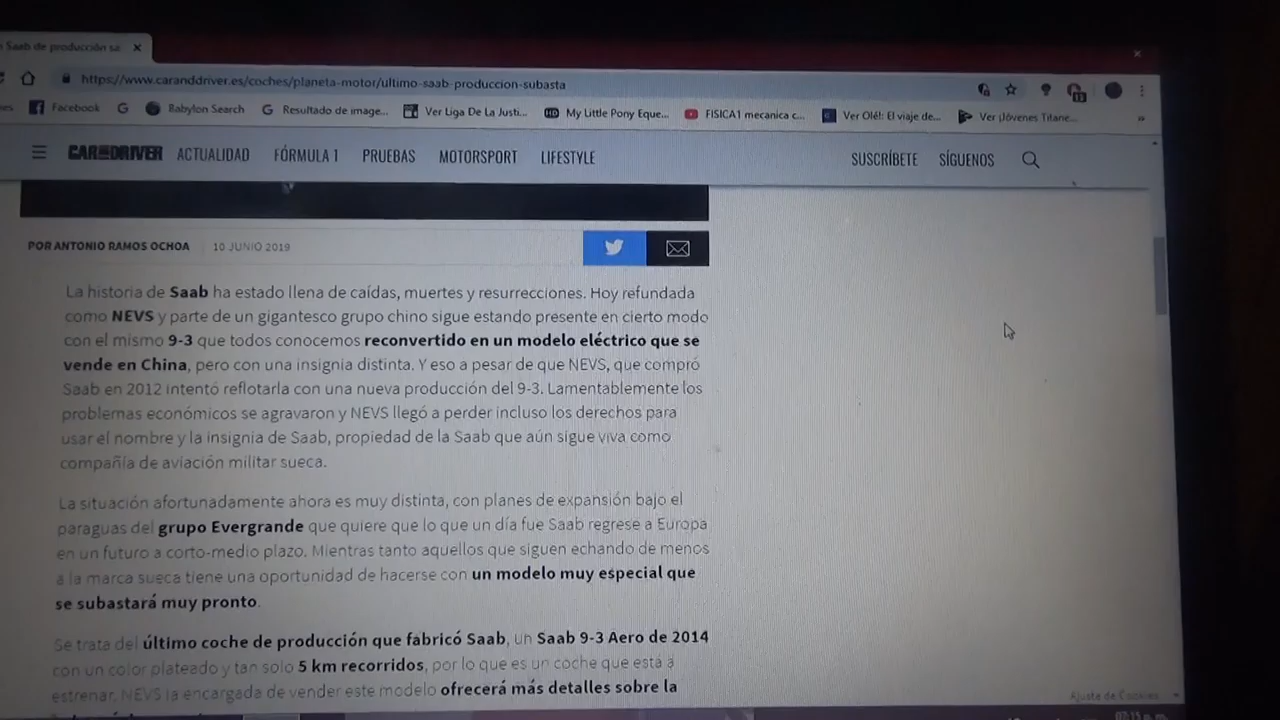 Saab de producción sa
https://www.caranddriver.es/coches/planeta-motor/ultimo-saab-produccion-subasta
Facebook
Babylon Search
Resultado de image...
Ver Liga De La Justi...
My Little Pony Eque...
FISICA1 mecanica c...
Ver Olé!: El viaje de...
Ver ¡Jóvenes Titane...
»
CAR AND DRIVER ACTUALIDAD FÓRMULA 1 PRUEBAS MOTORSPORT LIFESTYLE SUSCRÍBETE SÍGUENOS
POR ANTONIO RAMOS OCHOA 10 JUNIO 2019
La historia de Saab ha estado llena de caídas, muertes y resurrecciones. Hoy refundada
como NEVS y parte de un gigantesco grupo chino sigue estando presente en cierto modo
con el mismo 9-3 que todos conocemos reconvertido en un modelo eléctrico que se
vende en China, pero con una insignia distinta. Y eso a pesar de que NEVS, que compró
Saab en 2012 intentó reflotarla con una nueva producción del 9-3. Lamentablemente los
problemas económicos se agravaron y NEVS llegó a perder incluso los derechos para
usar el nombre y la insignia de Saab, propiedad de la Saab que aún sigue viva como
compañía de aviación militar sueca.
La situación afortunadamente ahora es muy distinta, con planes de expansión bajo el
paraguas del grupo Evergrande que quiere que lo que un día fue Saab regrese a Europa
en un futuro a corto-medio plazo. Mientras tanto aquellos que siguen echando de menos
a la marca sueca tiene una oportunidad de hacerse con un modelo muy especial que
se subastará muy pronto.
Se trata del último coche de producción que fabricó Saab, un Saab 9-3 Aero de 2014
con un color plateado y tan solo 5 km recorridos, por lo que es un coche que está a
estrenar. NEVS la encargada de vender este modelo ofrecerá más detalles sobre la
Ajuste de Cookies